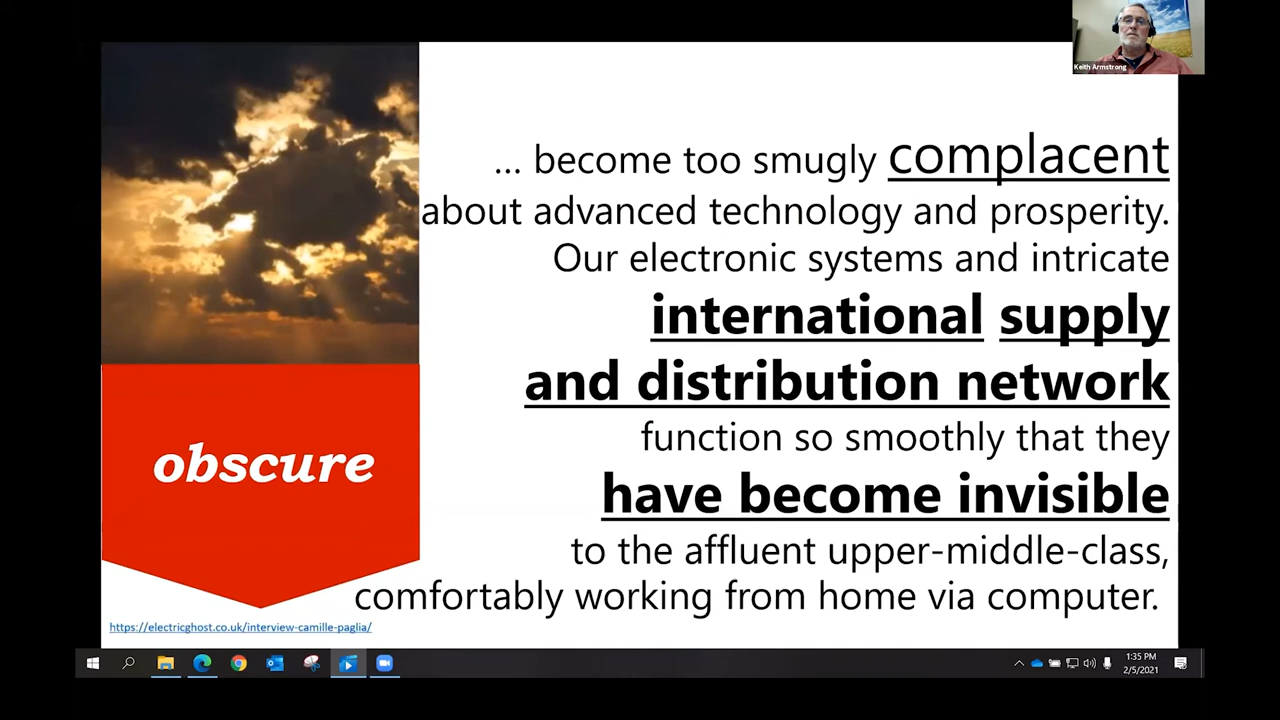 Keith Armstrong
... become too smugly complacent
about advanced technology and prosperity.
Our electronic systems and intricate
international supply
and distribution network
function so smoothly that they
have become invisible
to the affluent upper-middle-class,
comfortably working from home via computer.
obscure
https://electricghost.co.uk/interview-camille-paglia/
1:35 PM
2/5/2021